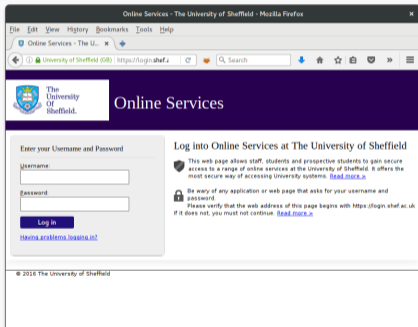 Online Services - The University of Sheffield - Mozilla Firefox
File Edit View History Bookmarks Tools Help
Online Services - The U...
University of Sheffield (GB) https://login.shef.a
Search
The
University
Of
Sheffield.
Online Services
Enter your Username and Password
Username:
Password:
Log in
Having problems logging in?
Log into Online Services at The University of Sheffield
This web page allows staff, students and prospective students to gain secure
access to a range of online services at the University of Sheffield. It offers the
most secure way of accessing University systems. Read more »
Be wary of any application or web page that asks for your username and
password.
Please verify that the web address of this page begins with https://login.shef.ac.uk
If it does not, you must not continue. Read more »
© 2016 The University of Sheffield